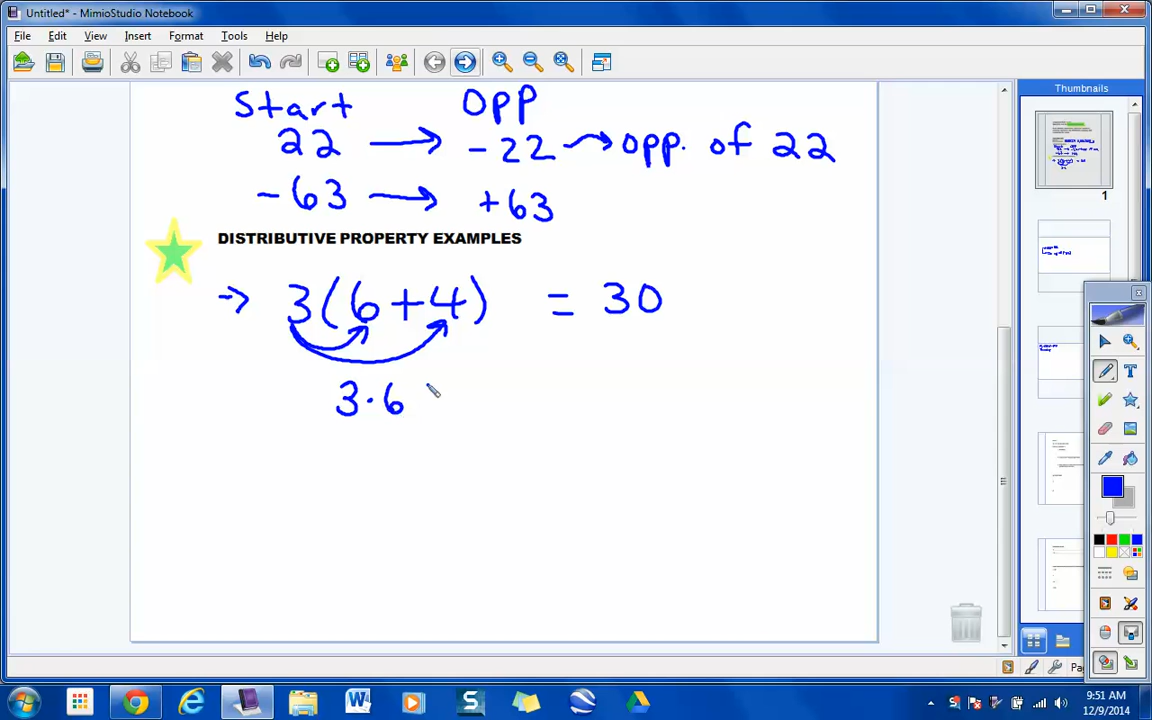 Untitled* - MimioStudio Notebook
File Edit View Insert Format Tools Help
Thumbnails
1
Start OPP
22 → -22 → opp. of 22
-63 → +63
DISTRIBUTIVE PROPERTY EXAMPLES
→ 3(6+4) = 30
3·6
Pag
9:51 AM
12/9/2014